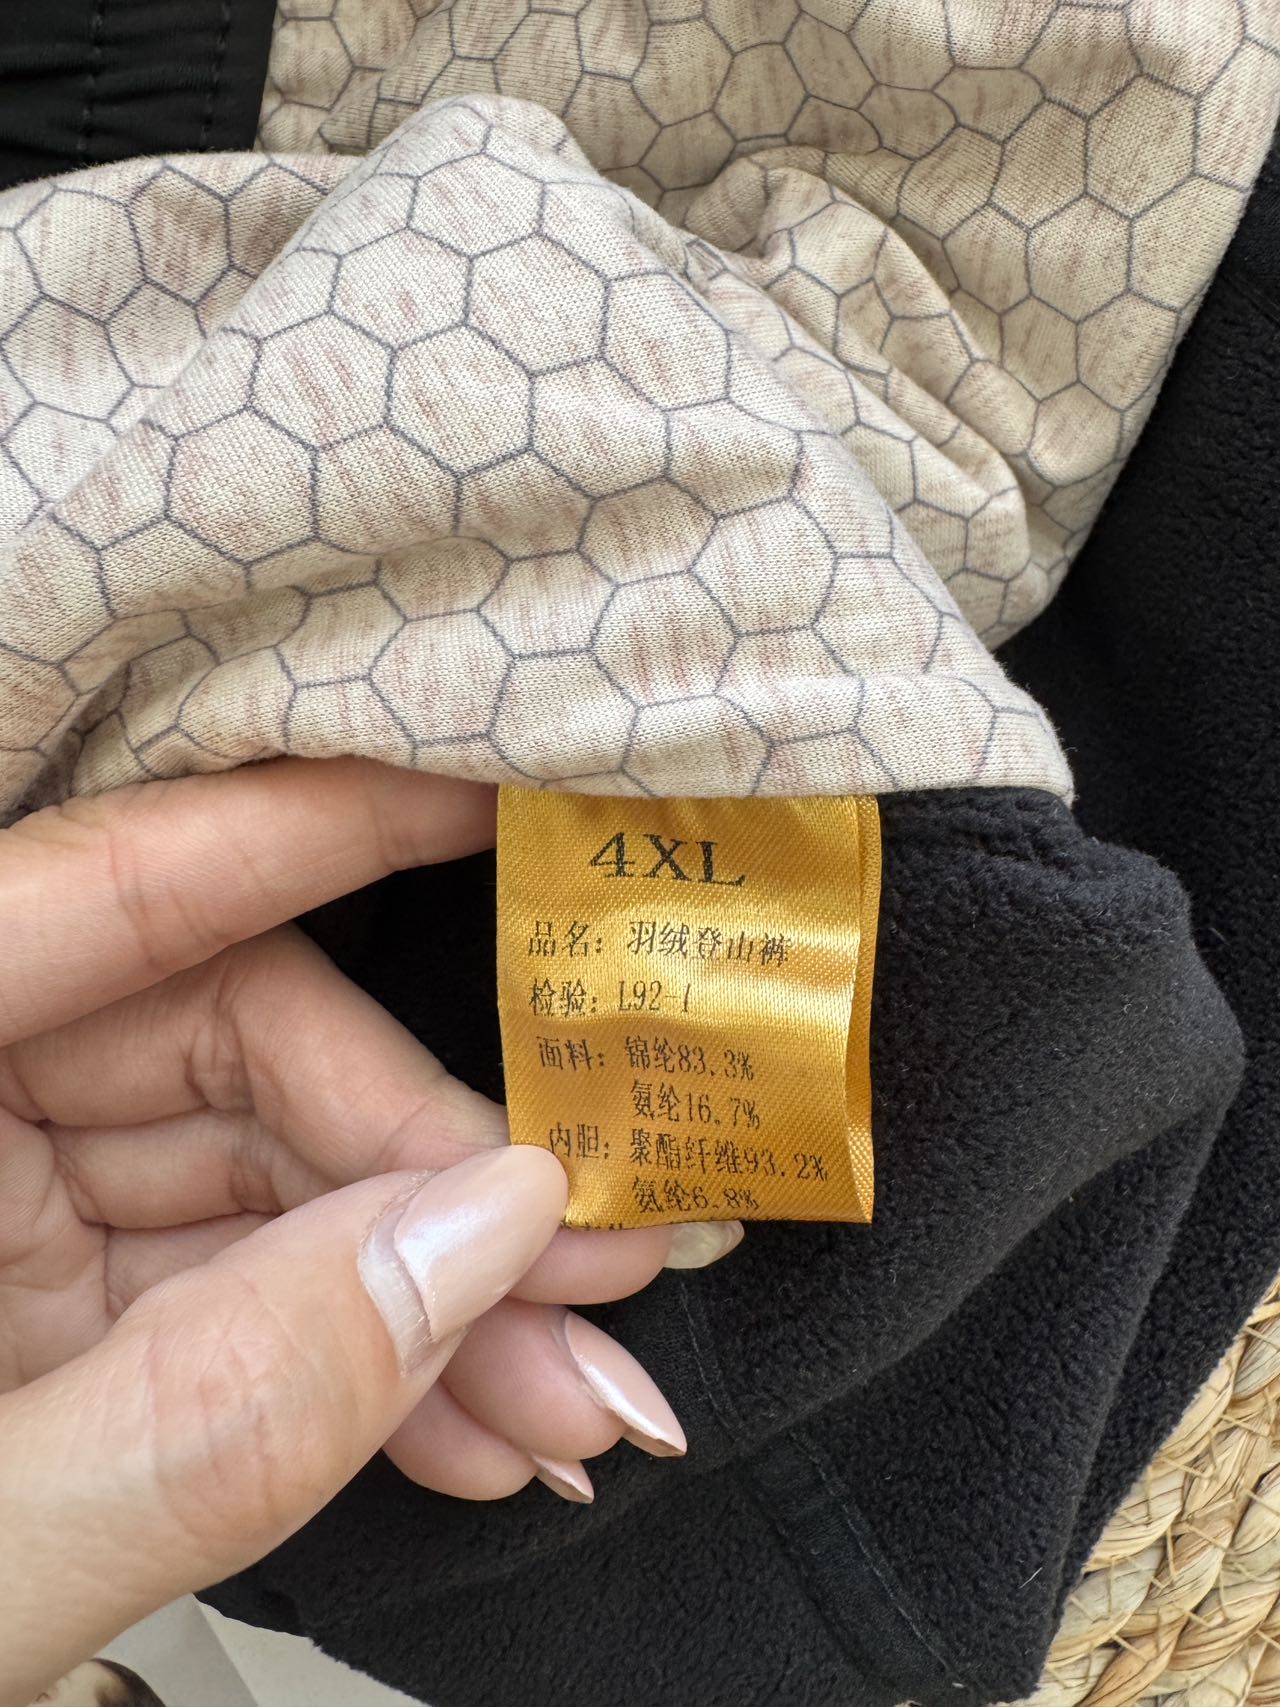 4XL
品名：羽绒登山裤
检验：L92-1
面料：锦纶83.3%
氨纶16.7%
内胆：聚酯纤维93.2%
氨纶6.8%